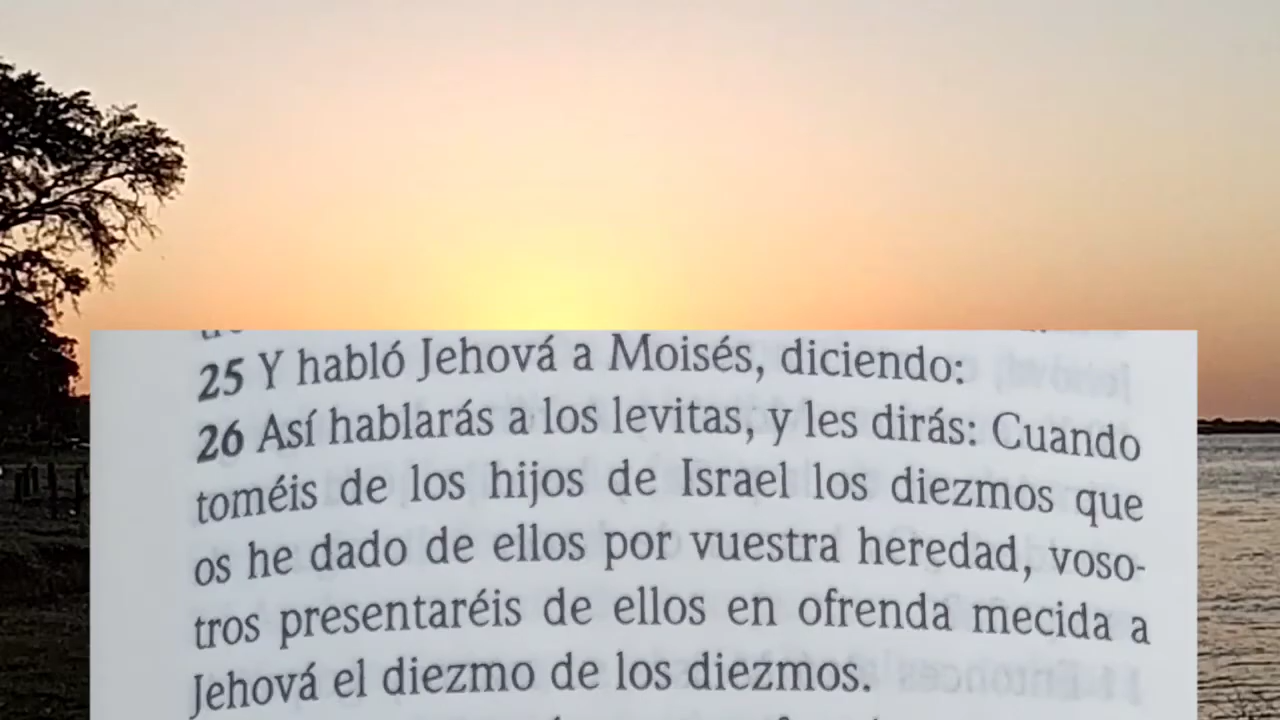 25 Y habló Jehová a Moisés, diciendo:
26 Así hablarás a los levitas, y les dirás: Cuando
toméis de los hijos de Israel los diezmos que
os he dado de ellos por vuestra heredad, voso-
tros presentaréis de ellos en ofrenda mecida a
Jehová el diezmo de los diezmos.